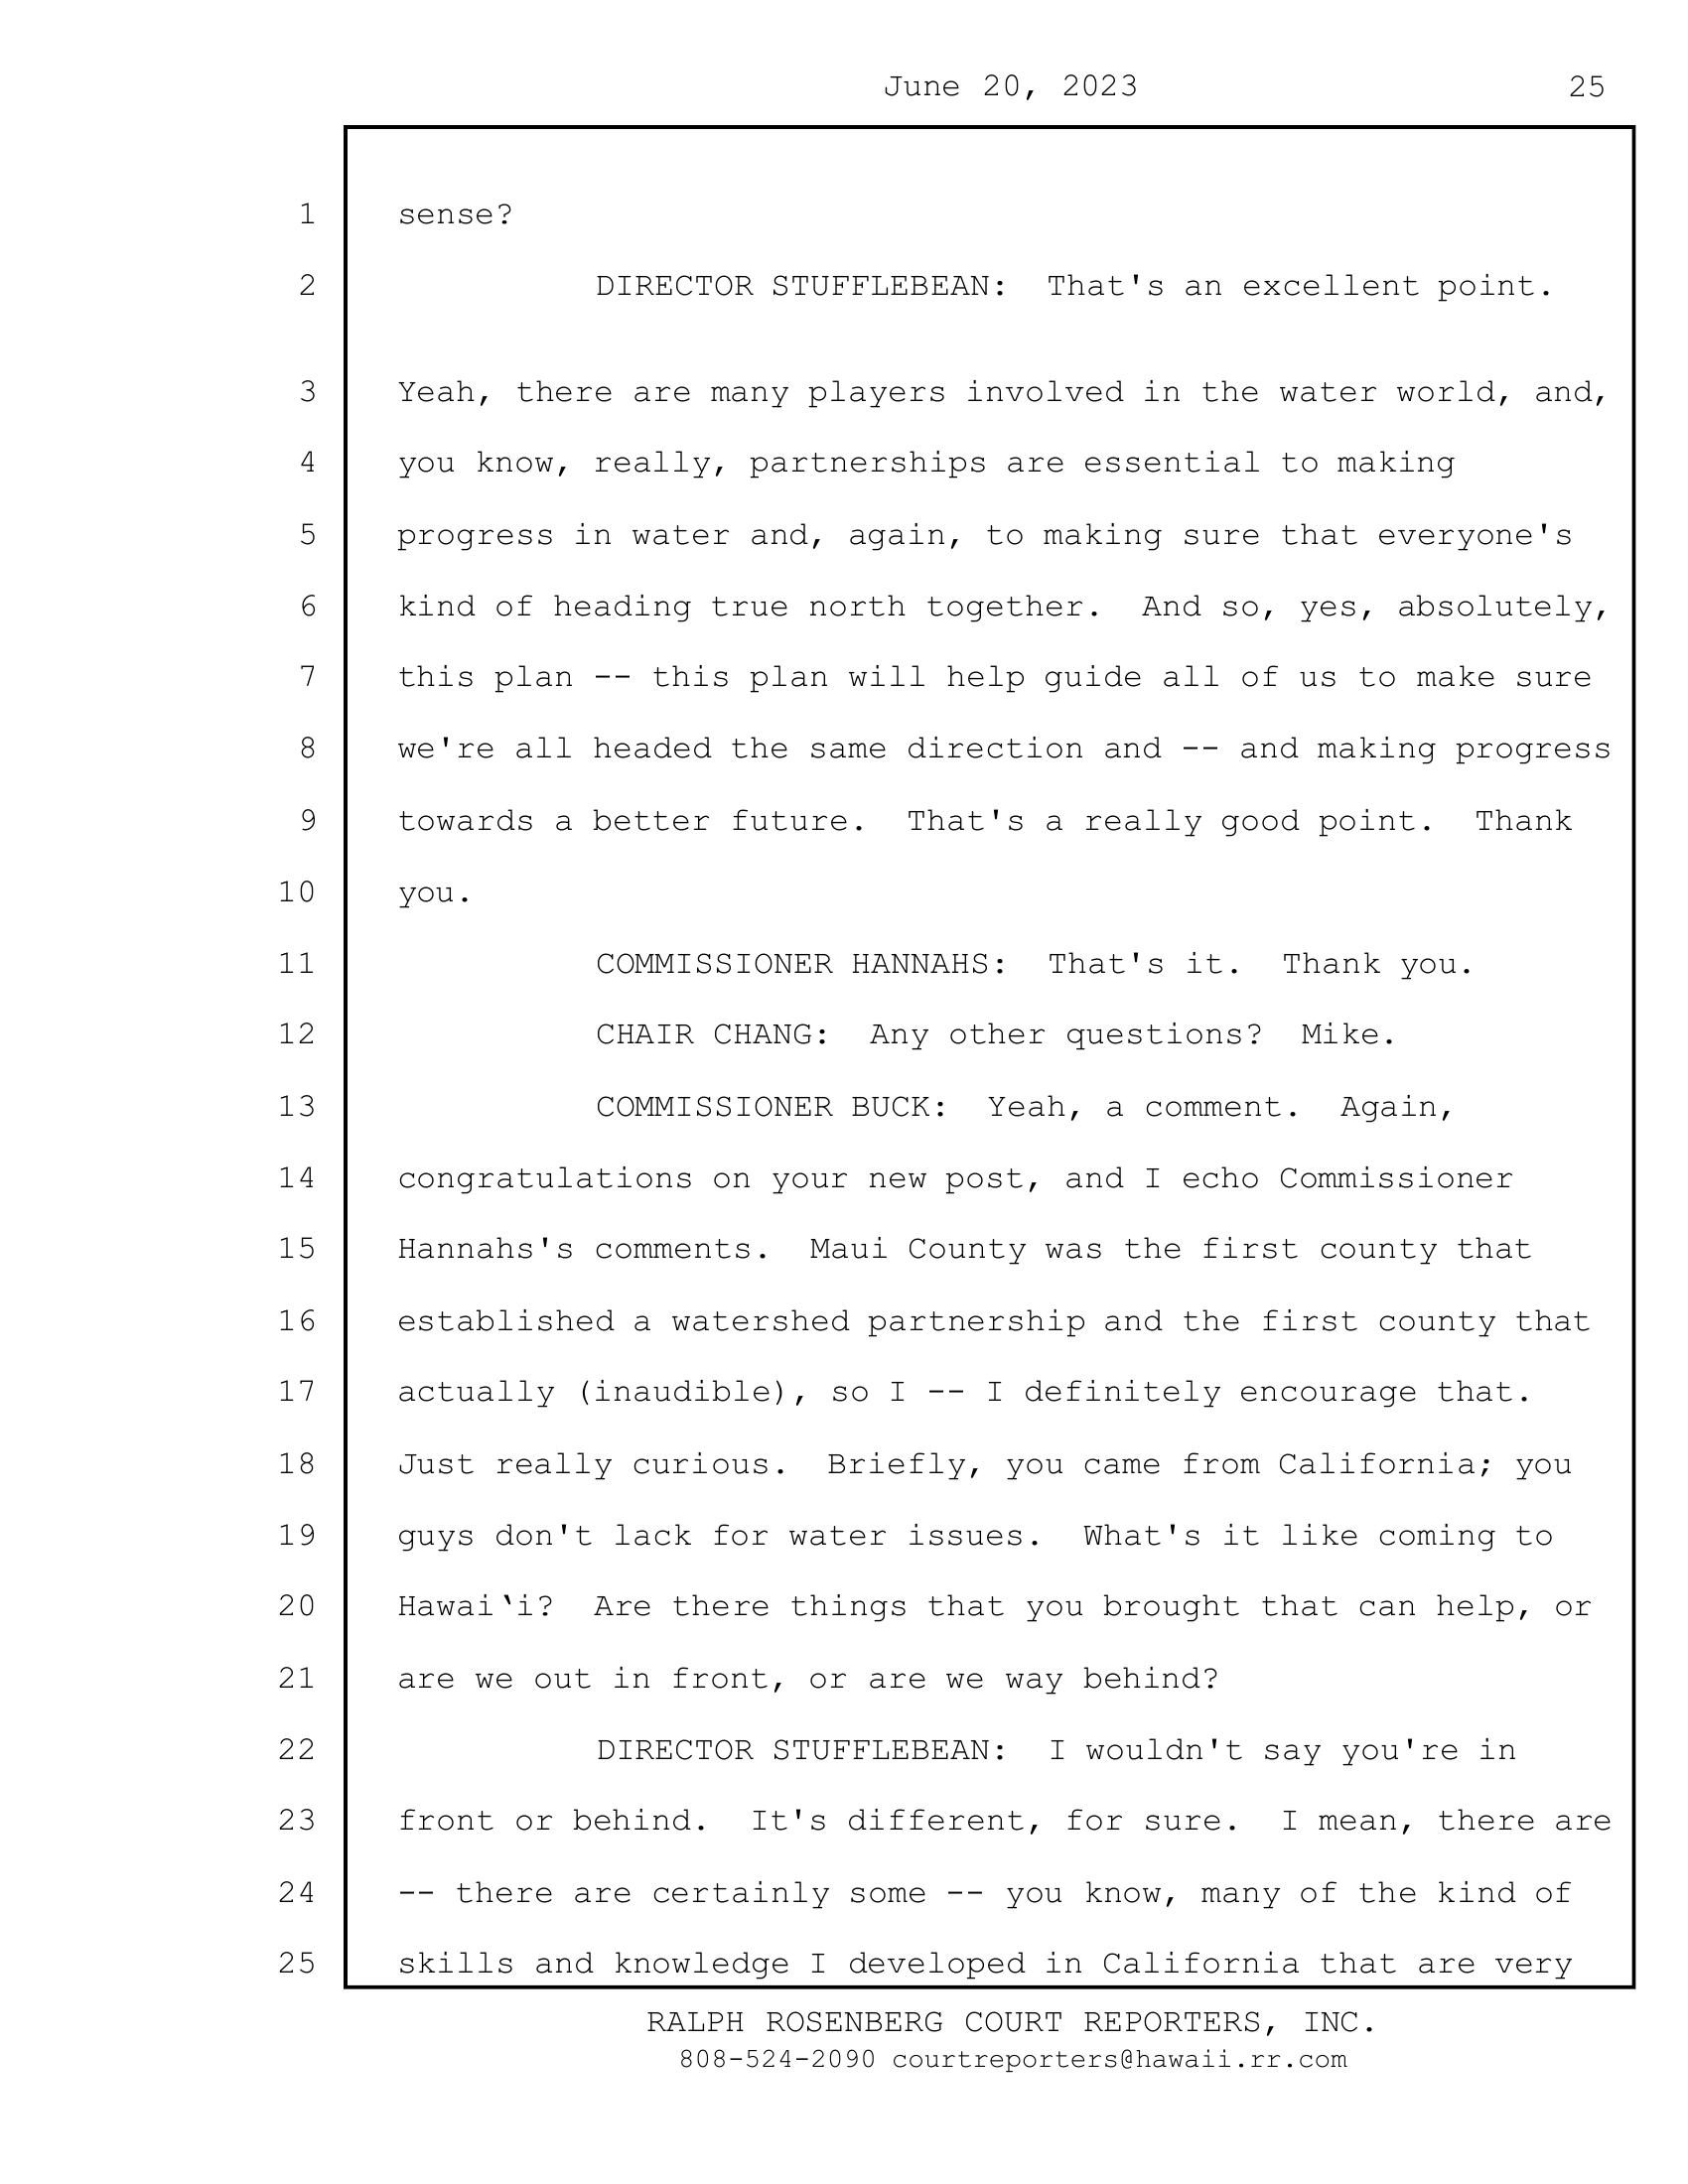 June 20, 2023 25
1 sense?
2 DIRECTOR STUFFLEBEAN:  That's an excellent point.
3 Yeah, there are many players involved in the water world, and,
4 you know, really, partnerships are essential to making
5 progress in water and, again, to making sure that everyone's
6 kind of heading true north together.  And so, yes, absolutely,
7 this plan -- this plan will help guide all of us to make sure
8 we're all headed the same direction and -- and making progress
9 towards a better future.  That's a really good point.  Thank
10 you.
11 COMMISSIONER HANNAHS:  That's it.  Thank you.
12 CHAIR CHANG:  Any other questions?  Mike.
13 COMMISSIONER BUCK:  Yeah, a comment.  Again,
14 congratulations on your new post, and I echo Commissioner
15 Hannahs's comments.  Maui County was the first county that
16 established a watershed partnership and the first county that
17 actually (inaudible), so I -- I definitely encourage that.
18 Just really curious.  Briefly, you came from California; you
19 guys don't lack for water issues.  What's it like coming to
20 Hawai‛i?  Are there things that you brought that can help, or
21 are we out in front, or are we way behind?
22 DIRECTOR STUFFLEBEAN:  I wouldn't say you're in
23 front or behind.  It's different, for sure.  I mean, there are
24 -- there are certainly some -- you know, many of the kind of
25 skills and knowledge I developed in California that are very
RALPH ROSENBERG COURT REPORTERS, INC.
808-524-2090 courtreporters@hawaii.rr.com